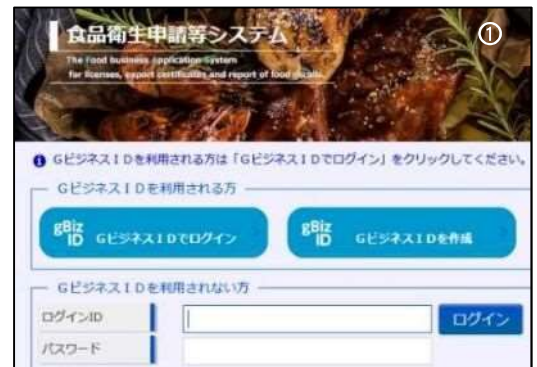 食品衛生申請等システム
①
The Food business application System
for licenses, export certificates and report of food
❶ GビジネスIDを利用される方は「GビジネスIDでログイン」をクリックしてください。
GビジネスIDを利用される方
gBiz ID GビジネスIDでログイン
gBiz ID GビジネスIDを作成
GビジネスIDを利用されない方
ログインID
ログイン
パスワード